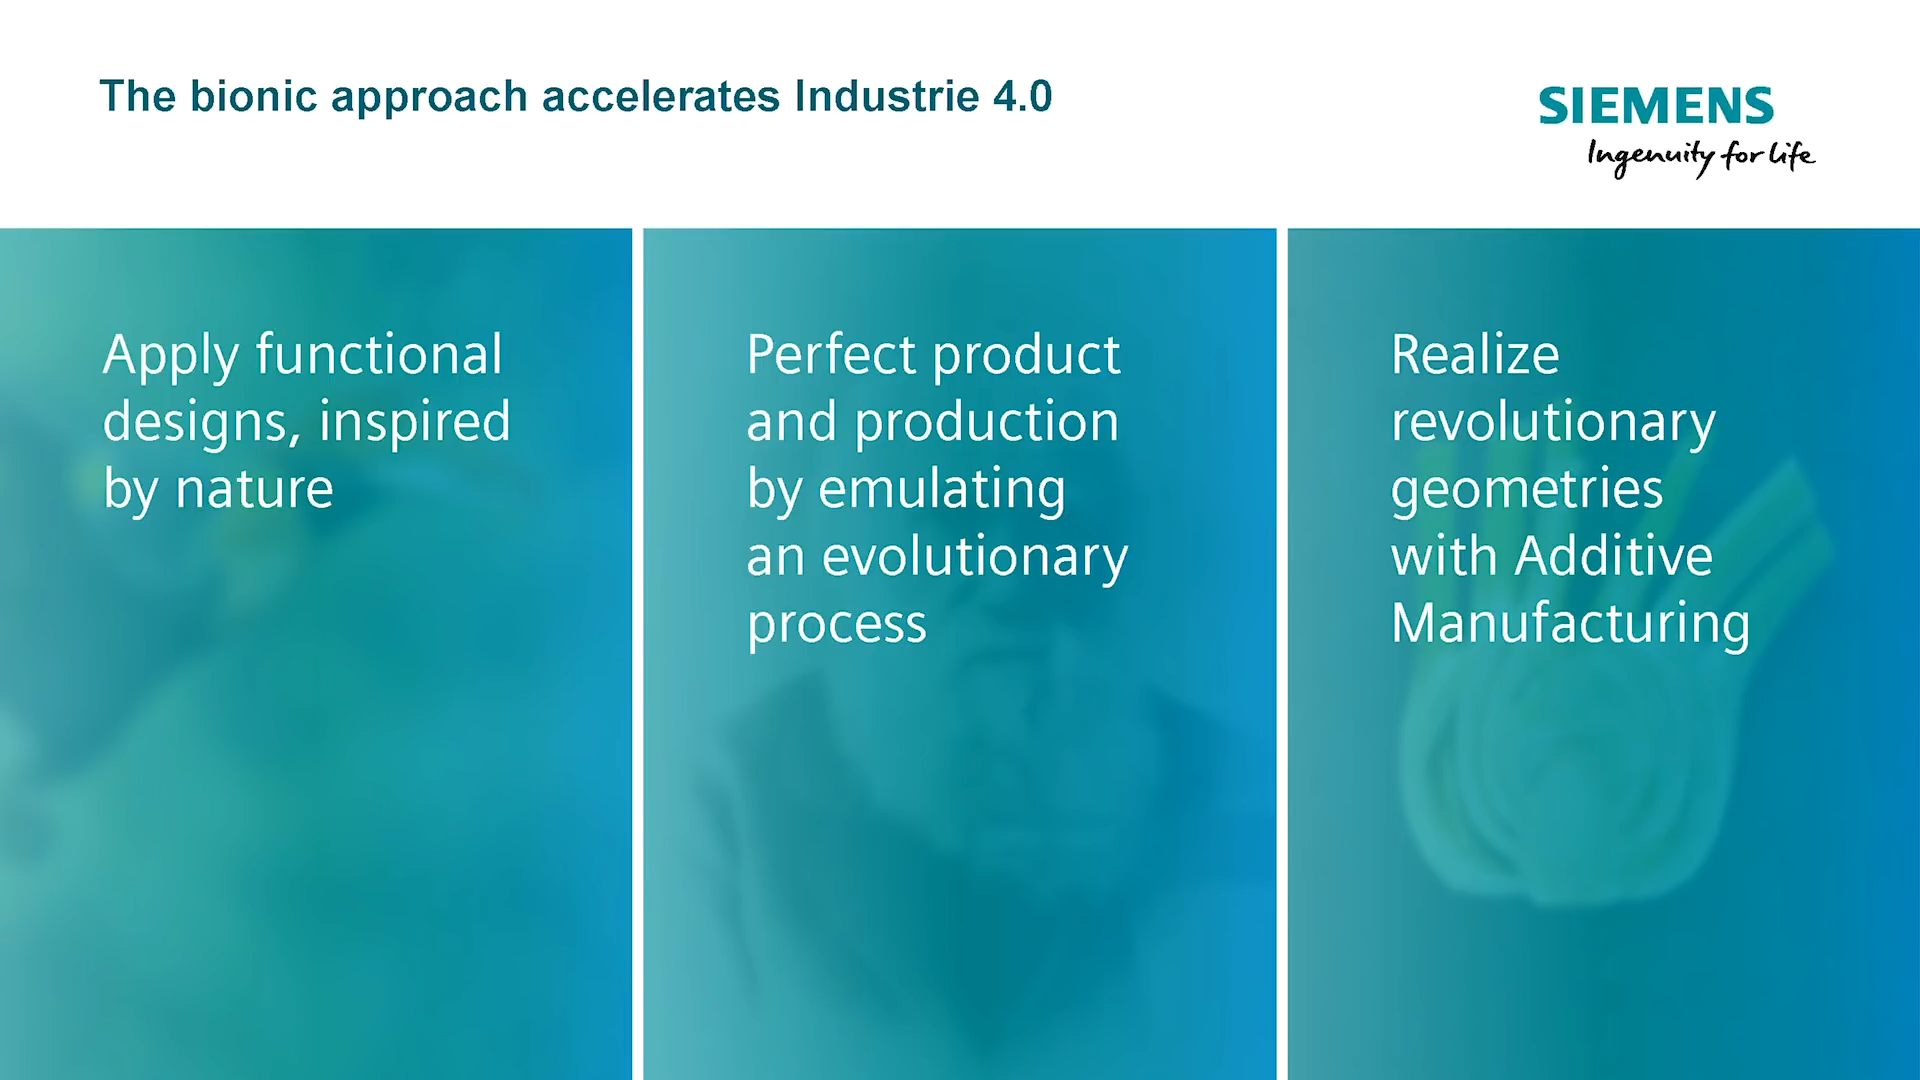 The bionic approach accelerates Industrie 4.0
SIEMENS
Ingenuity for life
Apply functional
designs, inspired
by nature
Perfect product
and production
by emulating
an evolutionary
process
Realize
revolutionary
geometries
with Additive
Manufacturing